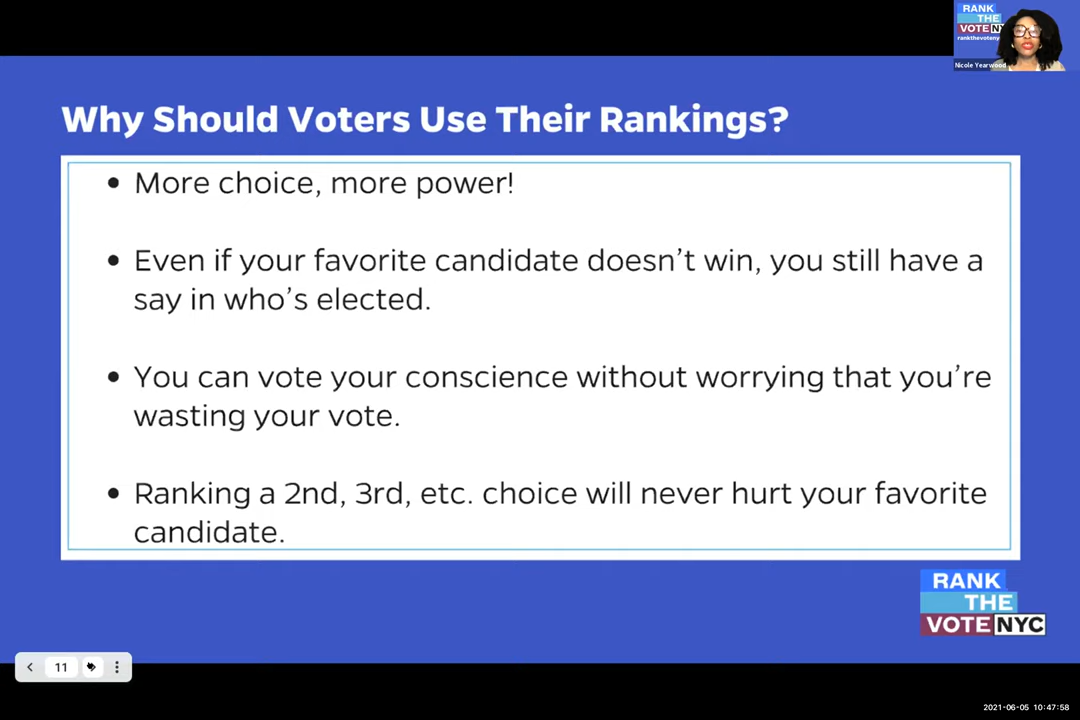 RANK
THE
VOTE NY
rankthevoteny
Nicole Yearwood
Why Should Voters Use Their Rankings?
• More choice, more power!
• Even if your favorite candidate doesn't win, you still have a
say in who's elected.
• You can vote your conscience without worrying that you're
wasting your vote.
• Ranking a 2nd, 3rd, etc. choice will never hurt your favorite
candidate.
RANK
THE
VOTE NYC
11
2021-06-05 10:47:58